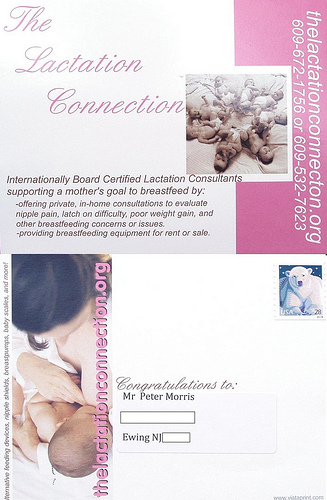 The
Lactation
Connection
thelactationconnecton.org
609-672-1756 or 609-532-7623
Internationally Board Certified Lactation Consultants
supporting a mother's goal to breastfeed by:
-offering private, in-home consultations to evaluate
nipple pain, latch on difficulty, poor weight gain, and
other breastfeeding concerns or issues.
-providing breastfeeding equipment for rent or sale.
ternative feeding devices, nipple shields, breastpumps, baby scales, and more!
thelactationconnection.org
USA 28
Congratulations to:
Mr Peter Morris
Ewing NJ
www.vistaprint.com